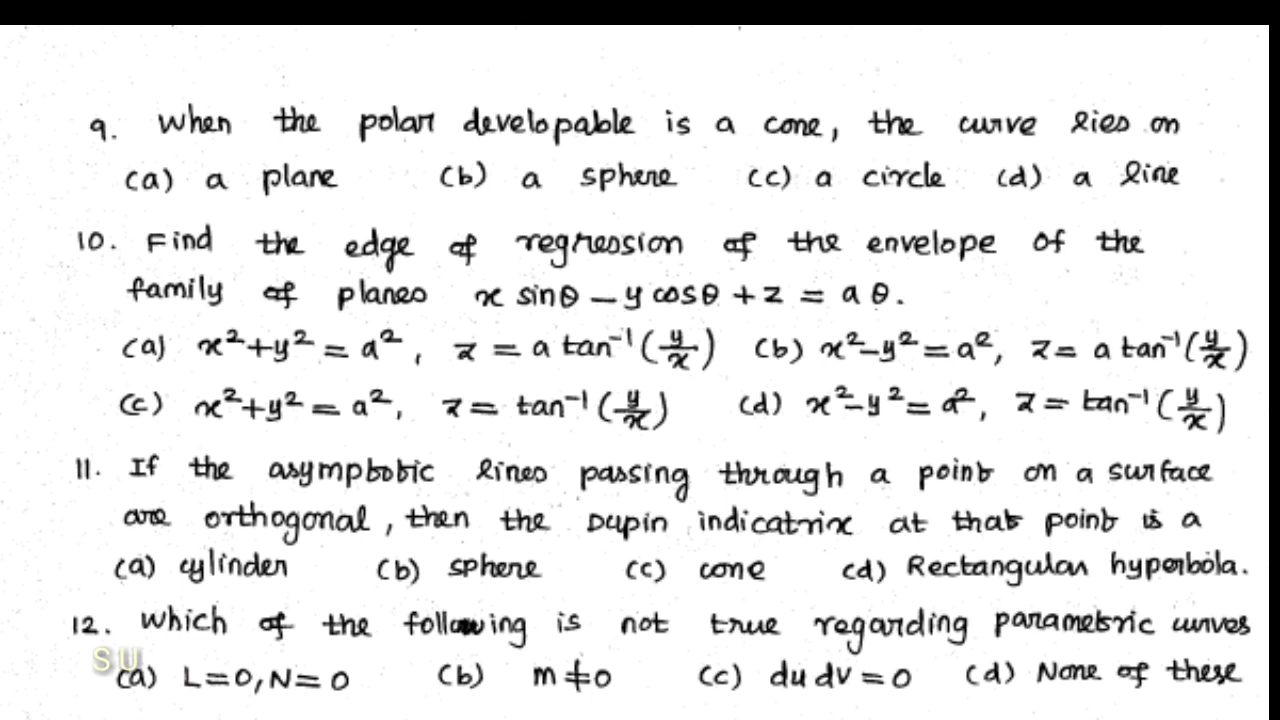 9. When the polar developable is a cone, the curve lies on
(a) a plane (b) a sphere (c) a circle (d) a line
10. Find the edge of regression of the envelope of the
family of planes x sinθ – y cosθ + z = a θ.
(a) x²+y² = a², z = a tan⁻¹(y/x) (b) x²–y² = a², z = a tan⁻¹(y/x)
(c) x²+y² = a², z = tan⁻¹(y/x) (d) x²–y² = a², z = tan⁻¹(y/x)
11. If the asymptotic lines passing through a point on a surface
are orthogonal, then the Dupin indicatrix at that point is a
(a) cylinder (b) sphere (c) cone (d) Rectangular hyperbola.
12. Which of the following is not true regarding parametric curves
SU
(a) L=0, N=0 (b) m≠0 (c) du dv = 0 (d) None of these